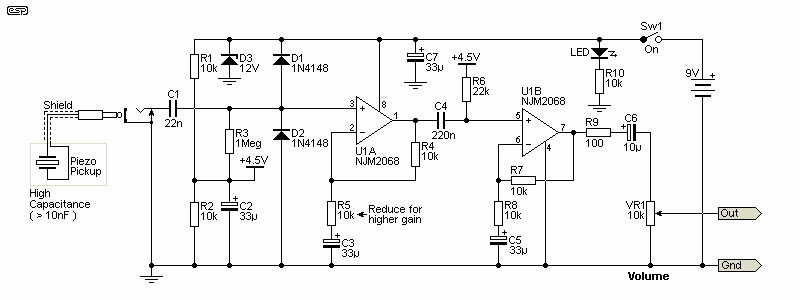 esp
Sw1
On
R1
10k
D3
12V
D1
1N4148
C7
33µ
+
+4.5V
LED
R10
10k
9V
+
Shield
C1
22n
R3
1Meg
+4.5V
D2
1N4148
3
+
2
-
8
1
U1A
NJM2068
C4
220n
R4
10k
R6
22k
U1B
NJM2068
5
+
6
-
7
4
R9
100
C6
10µ
+
Piezo
Pickup
High
Capacitance
( > 10nF )
R2
10k
+
C2
33µ
R5
10k
Reduce for
higher gain
+
C3
33µ
R7
10k
R8
10k
+
C5
33µ
VR1
10k
Out
Gnd
Volume